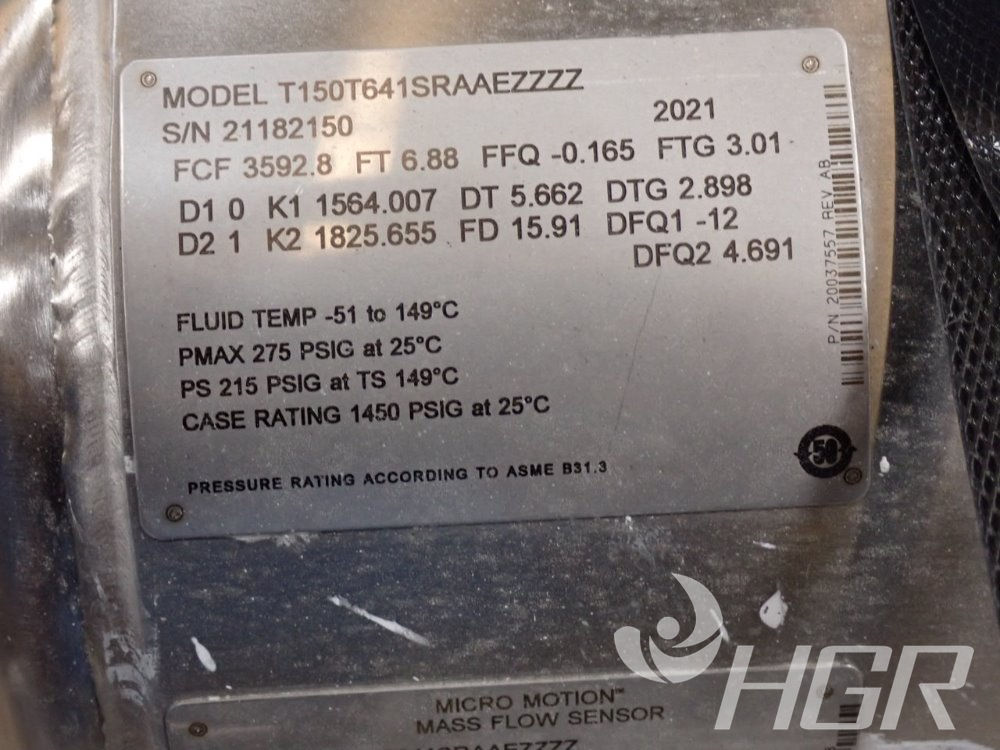 MODEL T150T641SRAAEZZZZ
S/N 21182150 2021
FCF 3592.8 FT 6.88 FFQ -0.165 FTG 3.01
D1 0 K1 1564.007 DT 5.662 DTG 2.898
D2 1 K2 1825.655 FD 15.91 DFQ1 -12
DFQ2 4.691
FLUID TEMP -51 to 149°C
PMAX 275 PSIG at 25°C
PS 215 PSIG at TS 149°C
CASE RATING 1450 PSIG at 25°C
PRESSURE RATING ACCORDING TO ASME B31.3
P/N 20037557 REV AB
50
HGR
MICRO MOTION™
MASS FLOW SENSOR